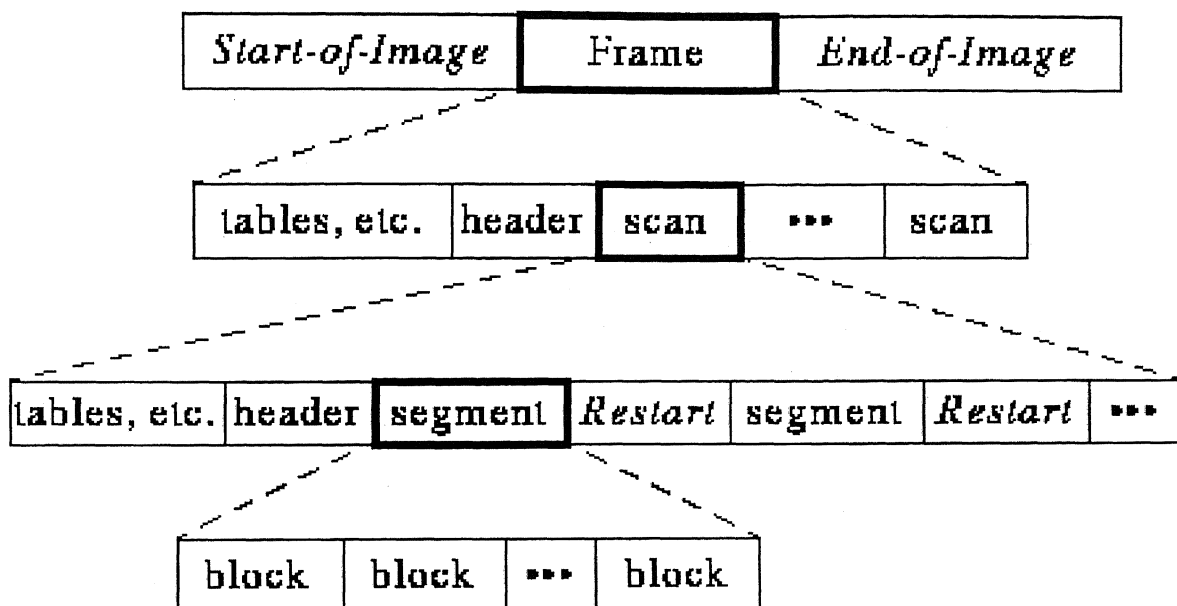 Start-of-Image Frame End-of-Image
tables, etc. header scan ••• scan
tables, etc. header segment Restart segment Restart •••
block block ••• block